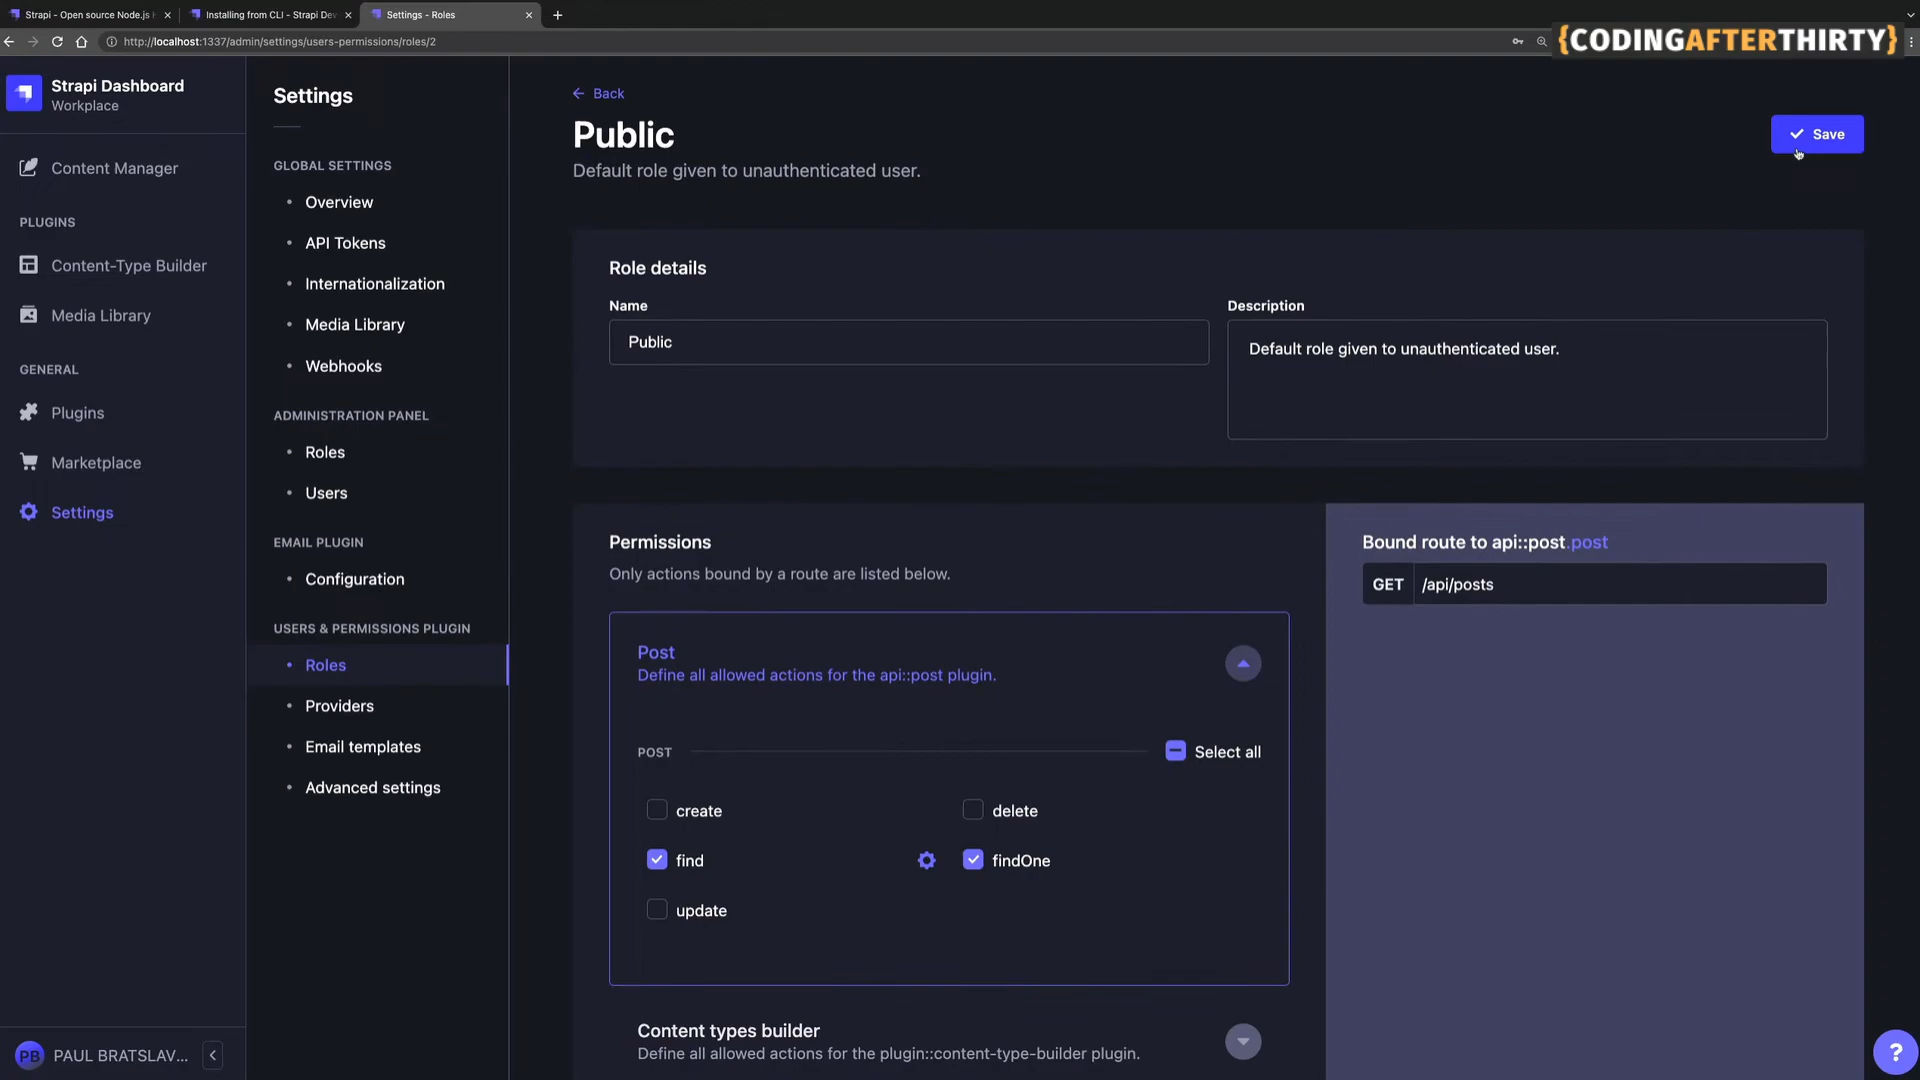 Strapi - Open source Node.js
Installing from CLI - Strapi Dev
Settings - Roles
http://localhost:1337/admin/settings/users-permissions/roles/2
{CODINGAFTERTHIRTY}
Strapi Dashboard
Workplace
Content Manager
PLUGINS
Content-Type Builder
Media Library
GENERAL
Plugins
Marketplace
Settings
PB PAUL BRATSLAV...
Settings
GLOBAL SETTINGS
Overview
API Tokens
Internationalization
Media Library
Webhooks
ADMINISTRATION PANEL
Roles
Users
EMAIL PLUGIN
Configuration
USERS & PERMISSIONS PLUGIN
Roles
Providers
Email templates
Advanced settings
Back
Public
Default role given to unauthenticated user.
Save
Role details
Name
Public
Description
Default role given to unauthenticated user.
Permissions
Only actions bound by a route are listed below.
Post
Define all allowed actions for the api::post plugin.
POST
Select all
create
delete
find
findOne
update
Content types builder
Define all allowed actions for the plugin::content-type-builder plugin.
Bound route to api::post.post
GET /api/posts
?